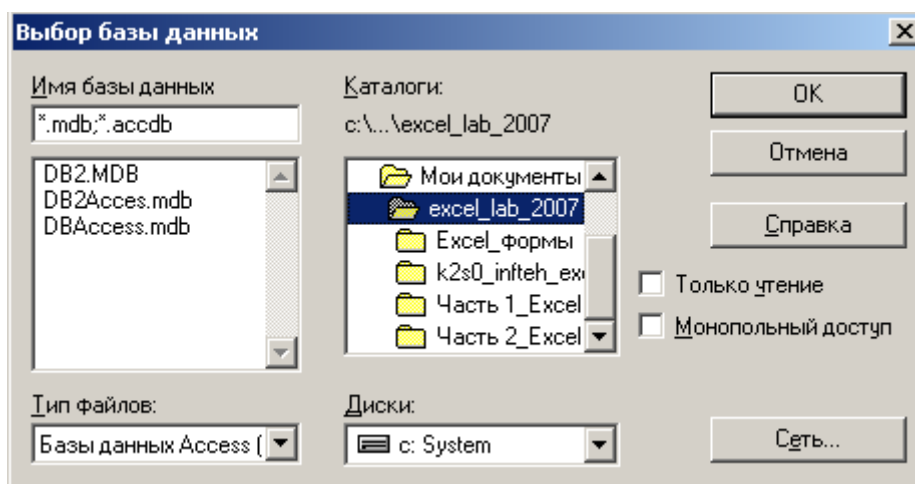 Выбор базы данных
Имя базы данных
*.mdb;*.accdb
DB2.MDB
DB2Acces.mdb
DBAccess.mdb
Тип файлов:
Базы данных Access (
Каталоги:
c:\...\excel_lab_2007
Мои документы
excel_lab_2007
Excel_формы
k2s0_infteh_ex
Часть 1_Excel
Часть 2_Excel
Диски:
c: System
OK
Отмена
Справка
Только чтение
Монопольный доступ
Сеть...